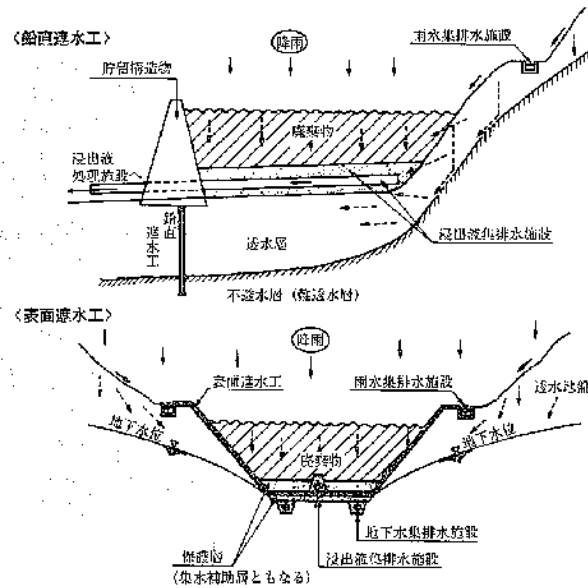 〈鉛直遮水工〉
降雨
雨水集排水施設
貯留構造物
廃棄物
浸出液
処理施設へ
鉛直
遮水工
透水層
浸出液集排水施設
不透水層（難透水層）
〈表面遮水工〉
降雨
表面遮水工
雨水集排水施設
透水地盤
地下水位
廃棄物
地下水位
地下水集排水施設
保護層
（集水補助層ともなる）
浸出液集排水施設